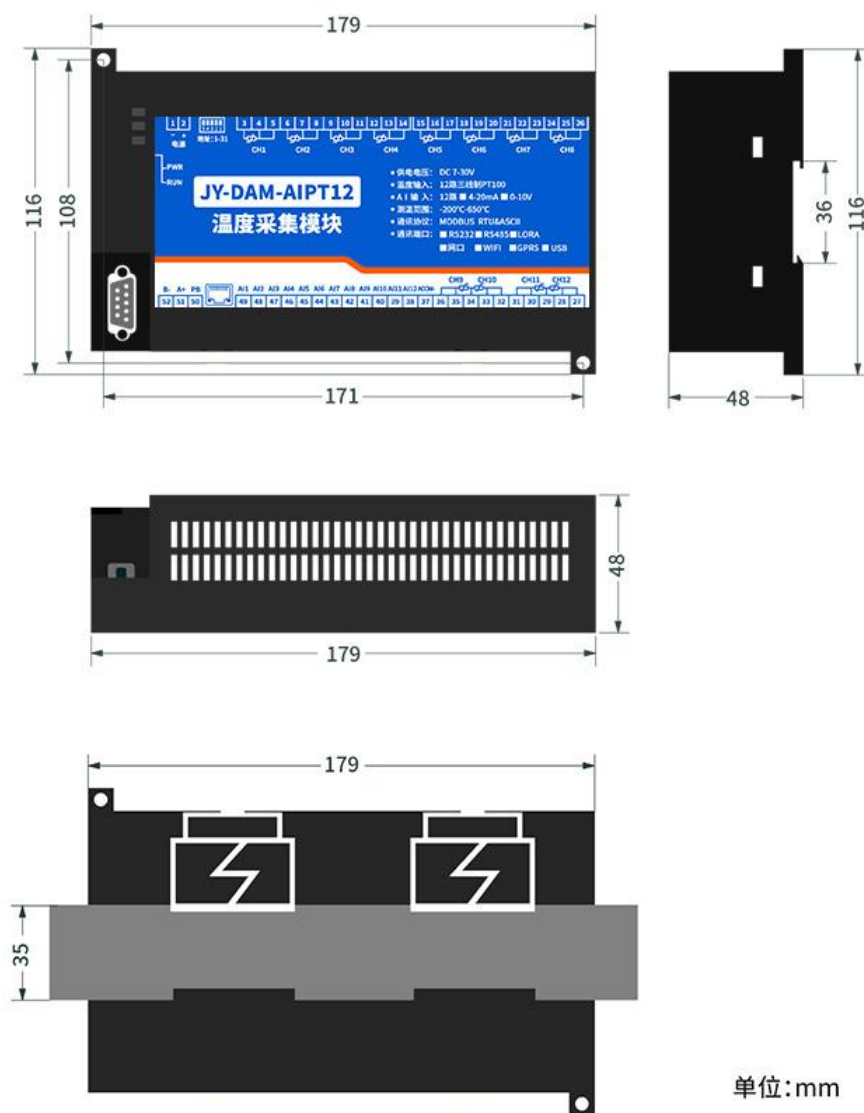 179
1 2
3 4 5 6 7 8 9 10 11 12 13 14 15 16 17 18 19 20 21 22 23 24 25 26
- +
电源
地址:1-31
CH1 CH2 CH3 CH4 CH5 CH6 CH7 CH8
PWR
RUN
JY-DAM-AIPT12
温度采集模块
• 供电电压: DC 7-30V
• 温度输入: 12路三线制PT100
• A I 输入: 12路 ■ 4-20mA ■ 0-10V
• 测温范围: -200℃-650℃
• 通讯协议: MODBUS RTU&ASCII
• 通讯端口: ■ RS232 ■ RS485 ■ LORA
■ 网口 ■ WIFI ■ GPRS ■ USB
CH9 CH10 CH11 CH12
B- A+ PB AI1 AI2 AI3 AI4 AI5 AI6 AI7 AI8 AI9 AI10 AI11 AI12 ACOM
52 51 50 49 48 47 46 45 44 43 42 41 40 39 38 37 36 35 34 33 32 31 30 29 28 27
116
108
171
36
116
48
48
179
179
35
单位:mm